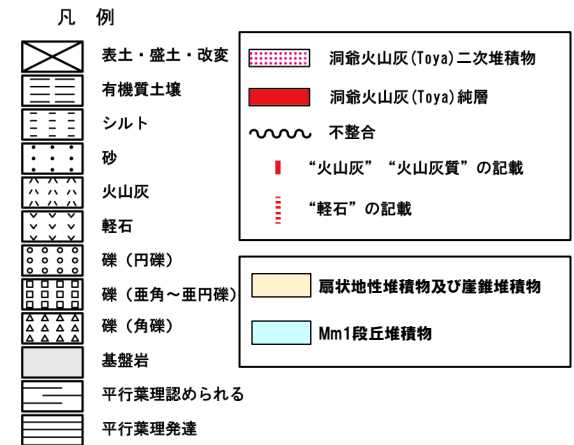 凡 例
表土・盛土・改変
有機質土壌
シルト
砂
火山灰
軽石
礫（円礫）
礫（亜角～亜円礫）
礫（角礫）
基盤岩
平行葉理認められる
平行葉理発達
洞爺火山灰(Toya)二次堆積物
洞爺火山灰(Toya)純層
不整合
“火山灰” “火山灰質”の記載
“軽石”の記載
扇状地性堆積物及び崖錐堆積物
Mm1段丘堆積物